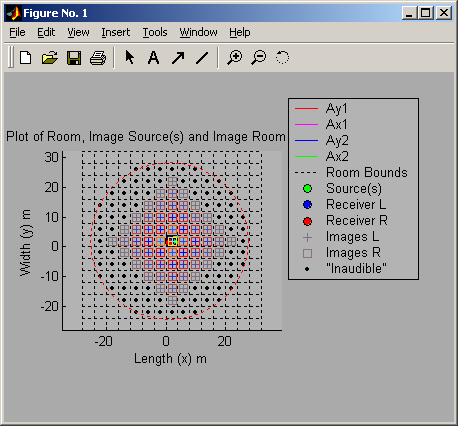 Figure No. 1
File Edit View Insert Tools Window Help
A
Plot of Room, Image Source(s) and Image Room
30
20
10
0
-10
-20
Width (y) m
-20 0 20
Length (x) m
Ay1
Ax1
Ay2
Ax2
Room Bounds
Source(s)
Receiver L
Receiver R
Images L
Images R
"Inaudible"